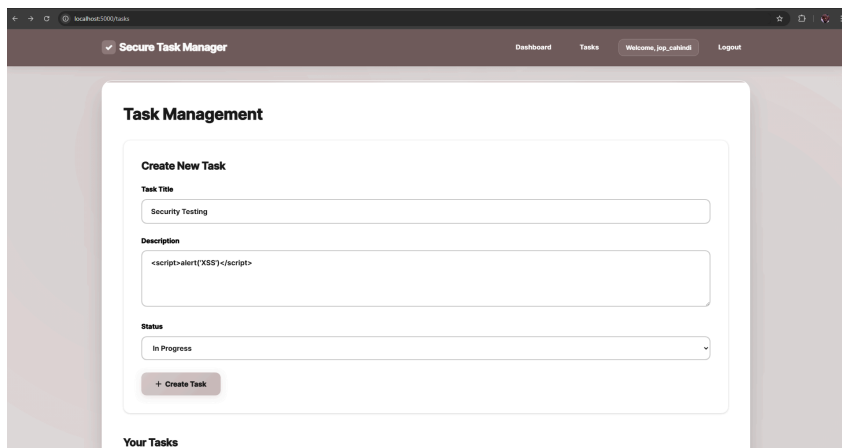 localhost:5000/tasks
Secure Task Manager
Dashboard Tasks Welcome, jop_cahindi Logout
Task Management
Create New Task
Task Title
Security Testing
Description
<script>alert('XSS')</script>
Status
In Progress
+ Create Task
Your Tasks